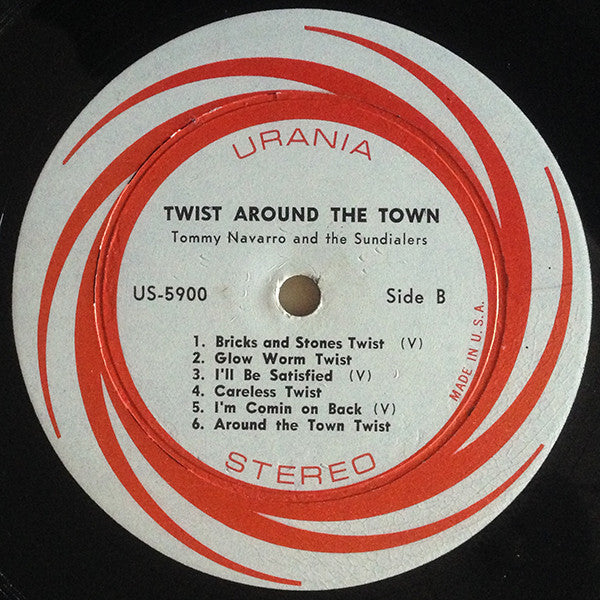 URANIA
TWIST AROUND THE TOWN
Tommy Navarro and the Sundialers
US-5900 Side B
1. Bricks and Stones Twist (V)
2. Glow Worm Twist
3. I'll Be Satisfied (V)
4. Careless Twist
5. I'm Comin on Back (V)
6. Around the Town Twist
MADE IN U.S.A.
STEREO